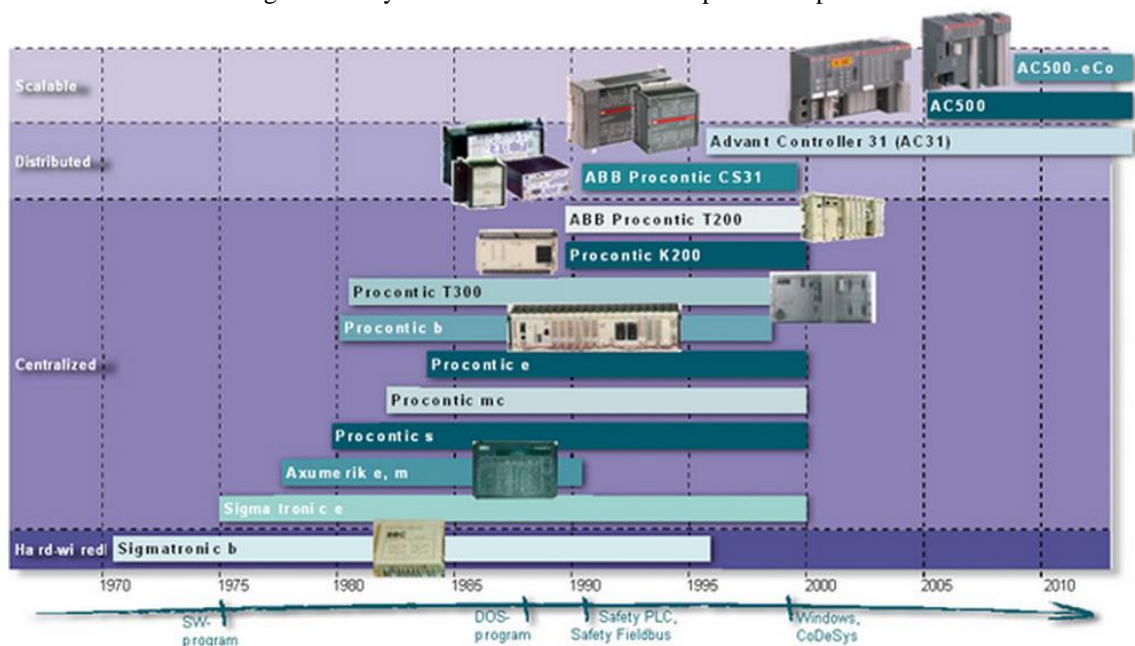 Scalable
AC500-eCo
AC500
Advant Controller 31 (AC31)
Distributed
ABB Procontic CS31
ABB Procontic T200
Procontic K200
Procontic T300
Procontic b
Centralized
Procontic e
Procontic mc
Procontic s
Axumerik e, m
Sigmatronic e
Hard-wired
Sigmatronic b
1970 1975 1980 1985 1990 1995 2000 2005 2010
SW-
program
DOS-
program
Safety PLC,
Safety Fieldbus
Windows,
CoDeSys